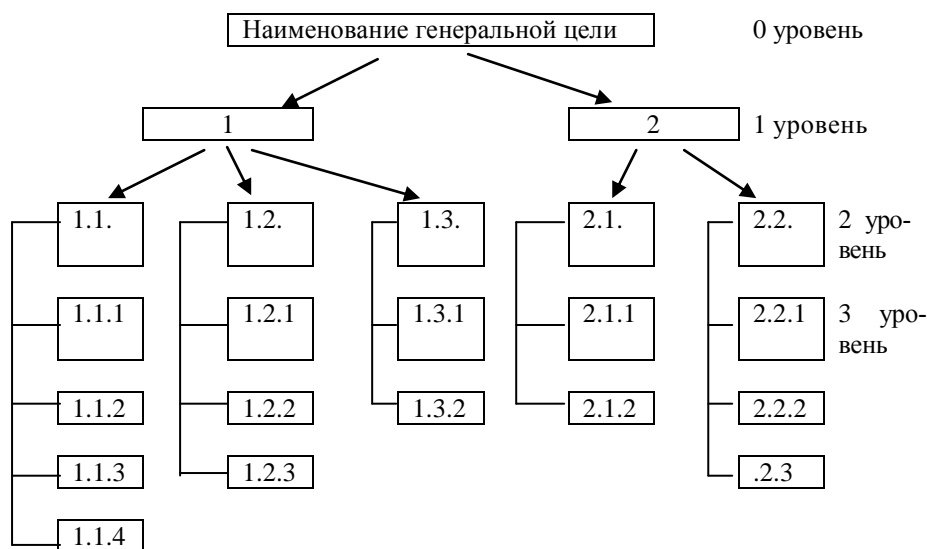 Наименование генеральной цели 0 уровень
1 2 1 уровень
1.1. 1.2. 1.3. 2.1. 2.2. 2 уро-
вень
1.1.1 1.2.1 1.3.1 2.1.1 2.2.1 3 уро-
вень
1.1.2 1.2.2 1.3.2 2.1.2 2.2.2
1.1.3 1.2.3 .2.3
1.1.4